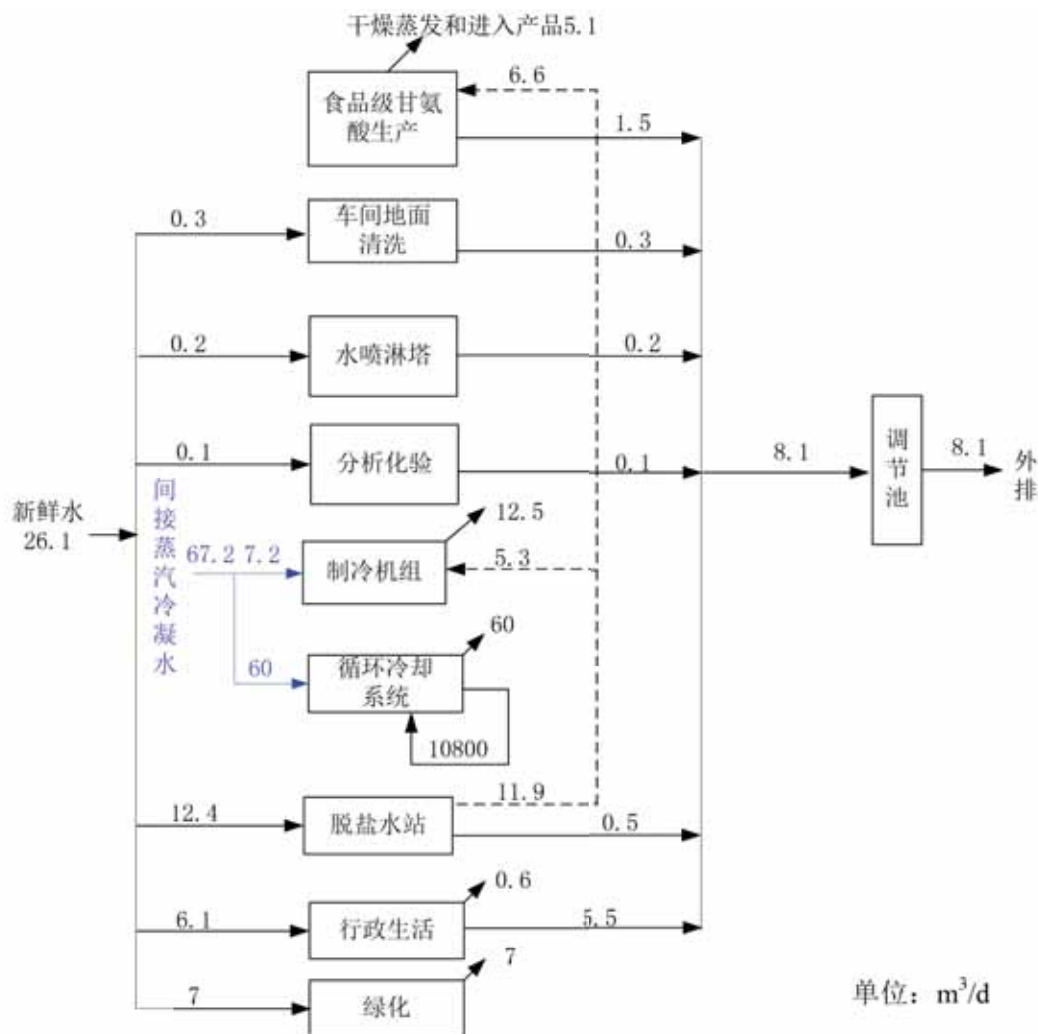 干燥蒸发和进入产品5.1
6.6
食品级甘氨
酸生产
1.5
0.3
车间地面
清洗
0.3
0.2
水喷淋塔
0.2
0.1
分析化验
0.1
8.1
调
节
池
8.1
外
排
新鲜水
26.1
间
接
蒸
汽
冷
凝
水
67.2 7.2
制冷机组
12.5
5.3
60
循环冷却
系统
60
10800
12.4
脱盐水站
11.9
0.5
6.1
行政生活
0.6
5.5
7
绿化
7
单位：m³/d